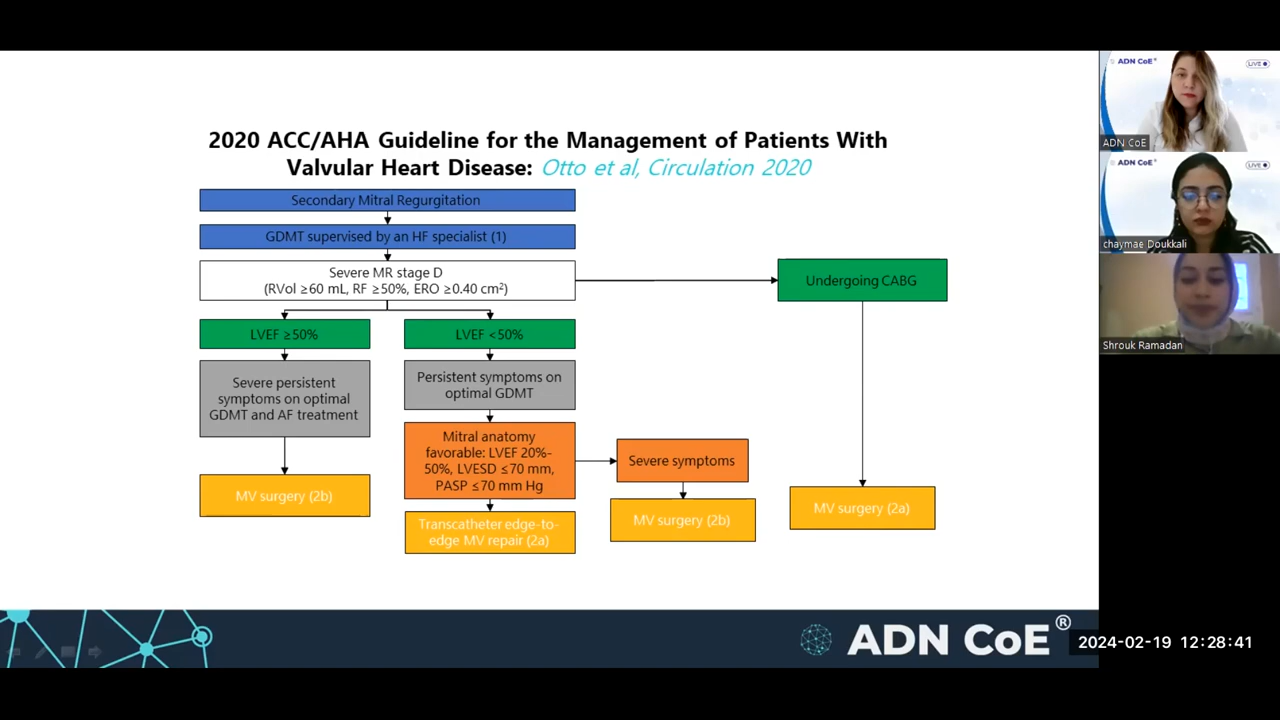 2020 ACC/AHA Guideline for the Management of Patients With
Valvular Heart Disease: Otto et al, Circulation 2020
Secondary Mitral Regurgitation
GDMT supervised by an HF specialist (1)
Severe MR stage D
(RVol ≥60 mL, RF ≥50%, ERO ≥0.40 cm²)
Undergoing CABG
LVEF ≥50%
LVEF <50%
Severe persistent
symptoms on optimal
GDMT and AF treatment
Persistent symptoms on
optimal GDMT
Mitral anatomy
favorable: LVEF 20%-
50%, LVESD ≤70 mm,
PASP ≤70 mm Hg
Severe symptoms
MV surgery (2b)
Transcatheter edge-to-
edge MV repair (2a)
MV surgery (2b)
MV surgery (2a)
ADN CoE®
ADN CoE®
LIVE
ADN CoE
ADN CoE®
LIVE
chaymae Doukkali
Shrouk Ramadan
2024-02-19 12:28:41